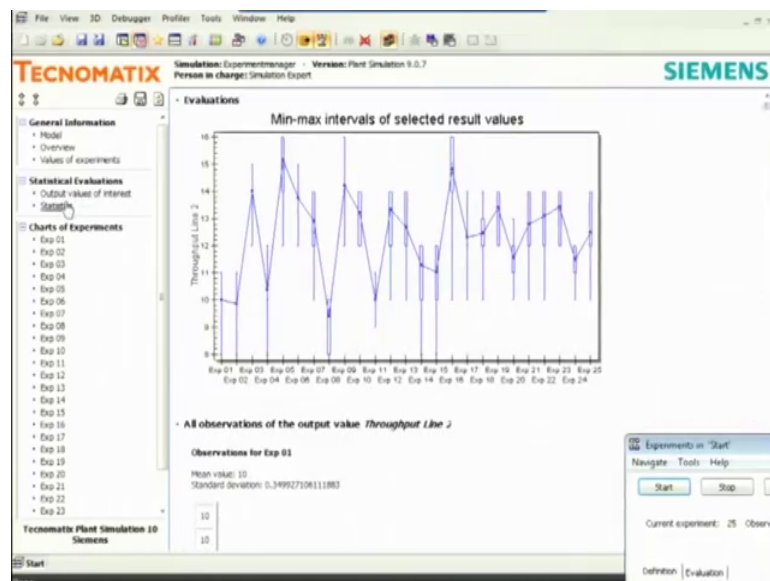 File View 3D Debugger Profiler Tools Window Help
TECNOMATIX
Simulation: Experimentmanager - Version: Plant Simulation 9.0.7
Person in charge: Simulation Expert
SIEMENS
General Information
Model
Overview
Values of experiments
Statistical Evaluations
Output values of interest
Statistik
Charts of Experiments
Exp 01
Exp 02
Exp 03
Exp 04
Exp 05
Exp 06
Exp 07
Exp 08
Exp 09
Exp 10
Exp 11
Exp 12
Exp 13
Exp 14
Exp 15
Exp 16
Exp 17
Exp 18
Exp 19
Exp 20
Exp 21
Exp 22
Exp 23
Tecnomatix Plant Simulation 10
Siemens
Evaluations
Min-max intervals of selected result values
16
15
14
13
12
11
10
9
8
Throughput Line 2
Exp 01 Exp 03 Exp 05 Exp 07 Exp 09 Exp 11 Exp 13 Exp 15 Exp 17 Exp 19 Exp 21 Exp 23 Exp 25
Exp 02 Exp 04 Exp 06 Exp 08 Exp 10 Exp 12 Exp 14 Exp 16 Exp 18 Exp 20 Exp 22 Exp 24
All observations of the output value Throughput Line 2
Observations for Exp 01
Mean value: 10
Standard deviation: 0.349927106111883
10
10
Experiments in 'Start'
Navigate Tools Help
Start Stop
Current experiment: 25 Obser
Definition Evaluation
Start